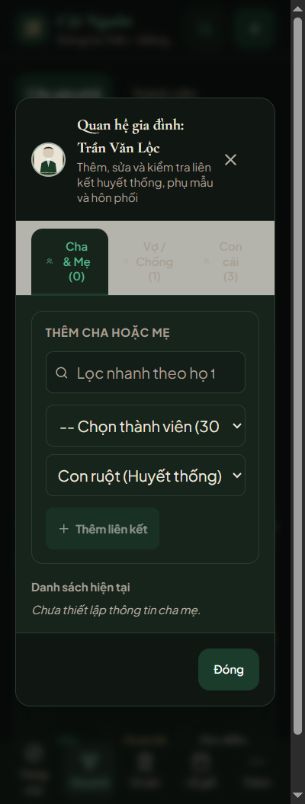 Quan hệ gia đình:
Trần Văn Lộc
Thêm, sửa và kiểm tra liên
kết huyết thống, phụ mẫu
và hôn phối
Cha
& Mẹ
(0)
Vợ /
Chồng
(1)
Con
cái
(3)
THÊM CHA HOẶC MẸ
Lọc nhanh theo họ t
-- Chọn thành viên (30
Con ruột (Huyết thống)
+ Thêm liên kết
Danh sách hiện tại
Chưa thiết lập thông tin cha mẹ.
Đóng